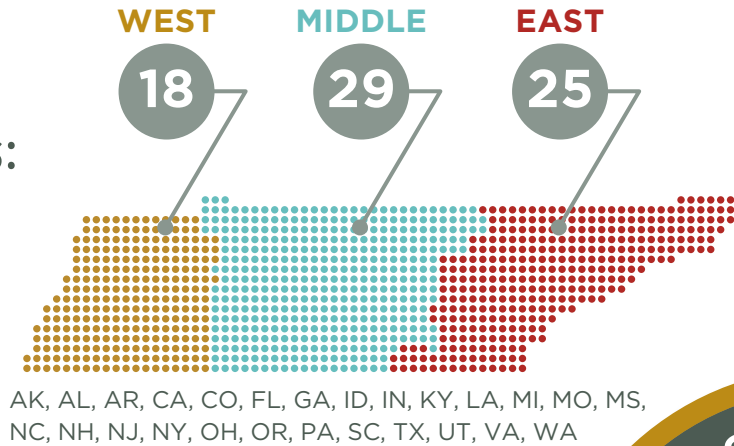 WEST MIDDLE EAST
18 29 25
:
AK, AL, AR, CA, CO, FL, GA, ID, IN, KY, LA, MI, MO, MS,
NC, NH, NJ, NY, OH, OR, PA, SC, TX, UT, VA, WA